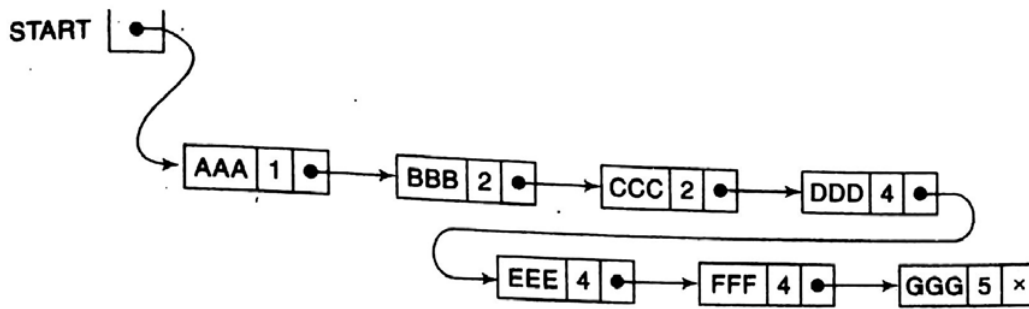 START
AAA 1 BBB 2 CCC 2 DDD 4
EEE 4 FFF 4 GGG 5 ×